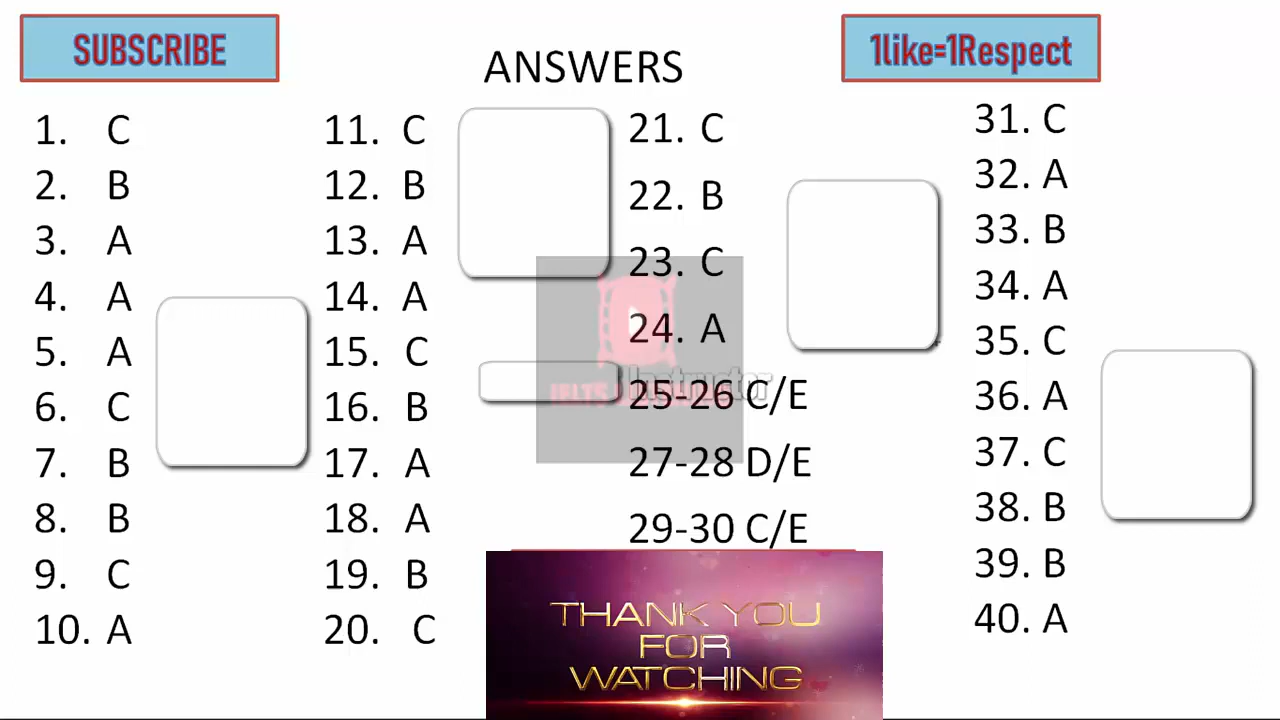 SUBSCRIBE
ANSWERS
1like=1Respect
1. C
2. B
3. A
4. A
5. A
6. C
7. B
8. B
9. C
10. A
11. C
12. B
13. A
14. A
15. C
16. B
17. A
18. A
19. B
20. C
21. C
22. B
23. C
24. A
25-26 C/E
27-28 D/E
29-30 C/E
31. C
32. A
33. B
34. A
35. C
36. A
37. C
38. B
39. B
40. A
IELTS
Instructor
THANK YOU
FOR
WATCHING